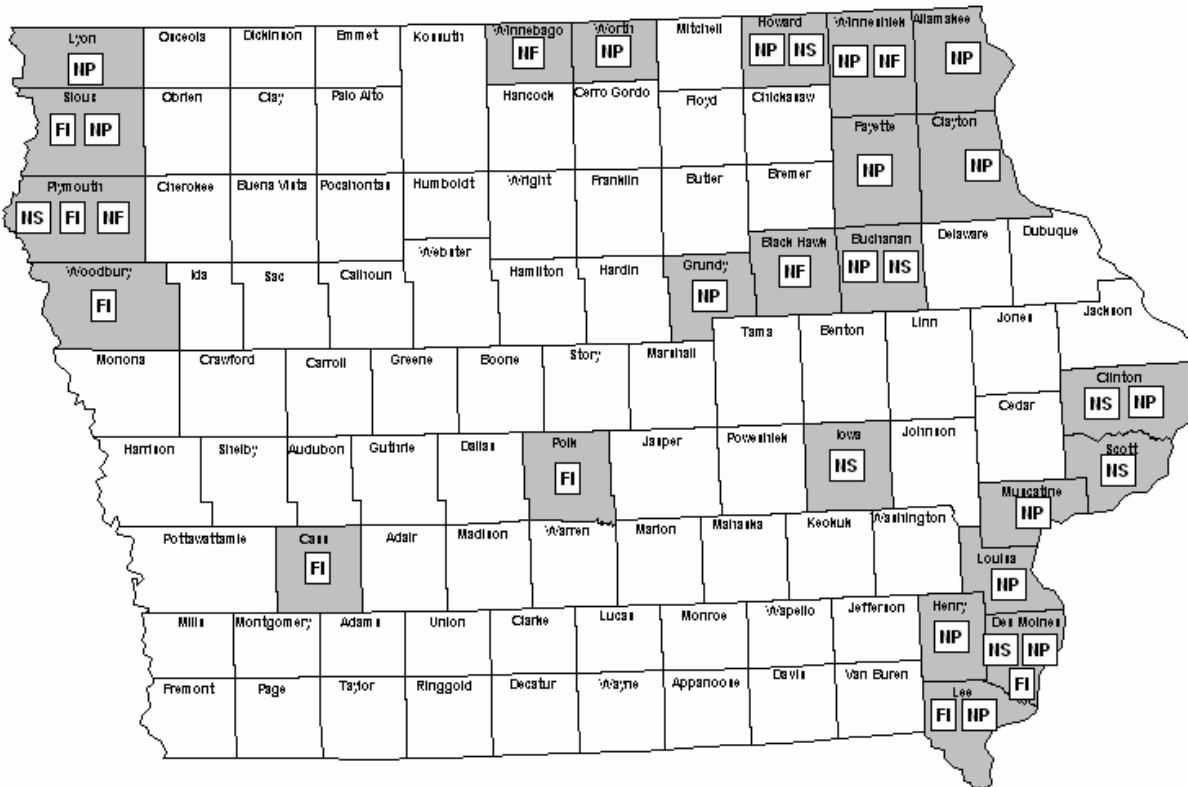 Lyon
NP
Osceola
Dickinson
Emmet
Kossuth
Winnebago
NF
Worth
NP
Mitchell
Howard
NP NS
Winneshiek
NP NF
Allamakee
NP
Sioux
FI NP
Obrien
Clay
Palo Alto
Hancock
Cerro Gordo
Floyd
Chickasaw
Fayette
NP
Clayton
NP
Plymouth
NS FI NF
Cherokee
Buena Vista
Pocahontas
Humboldt
Wright
Franklin
Butler
Bremer
Woodbury
FI
Ida
Sac
Calhoun
Webster
Hamilton
Hardin
Grundy
NP
Black Hawk
NF
Buchanan
NP NS
Delaware
Dubuque
Monona
Crawford
Carroll
Greene
Boone
Story
Marshall
Tama
Benton
Linn
Jones
Jackson
Clinton
NS NP
Cedar
Harrison
Shelby
Audubon
Guthrie
Dallas
Polk
FI
Jasper
Poweshiek
Iowa
NS
Johnson
Scott
NS
Muscatine
NP
Pottawattamie
Cass
FI
Adair
Madison
Warren
Marion
Mahaska
Keokuk
Washington
Louisa
NP
Mills
Montgomery
Adams
Union
Clarke
Lucas
Monroe
Wapello
Jefferson
Henry
NP
Des Moines
NS NP
FI
Fremont
Page
Taylor
Ringgold
Decatur
Wayne
Appanoose
Davis
Van Buren
Lee
FI NP